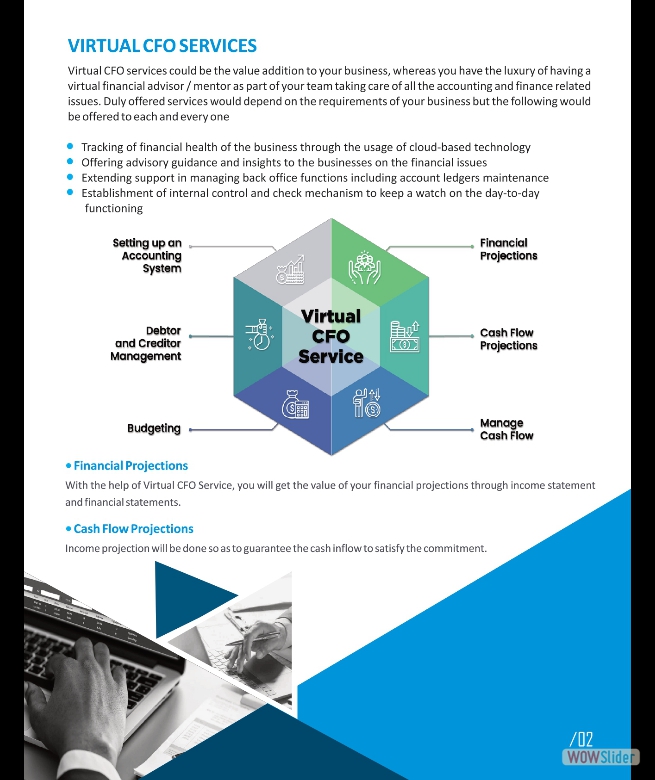 VIRTUAL CFO SERVICES
Virtual CFO services could be the value addition to your business, whereas you have the luxury of having a
virtual financial advisor / mentor as part of your team taking care of all the accounting and finance related
issues. Duly offered services would depend on the requirements of your business but the following would
be offered to each and every one
• Tracking of financial health of the business through the usage of cloud-based technology
• Offering advisory guidance and insights to the businesses on the financial issues
• Extending support in managing back office functions including account ledgers maintenance
• Establishment of internal control and check mechanism to keep a watch on the day-to-day
functioning
Setting up an
Accounting
System
Financial
Projections
Debtor
and Creditor
Management
Virtual
CFO
Service
Cash Flow
Projections
Budgeting
Manage
Cash Flow
• Financial Projections
With the help of Virtual CFO Service, you will get the value of your financial projections through income statement
and financial statements.
• Cash Flow Projections
Income projection will be done so as to guarantee the cash inflow to satisfy the commitment.
/02
WOWSlider